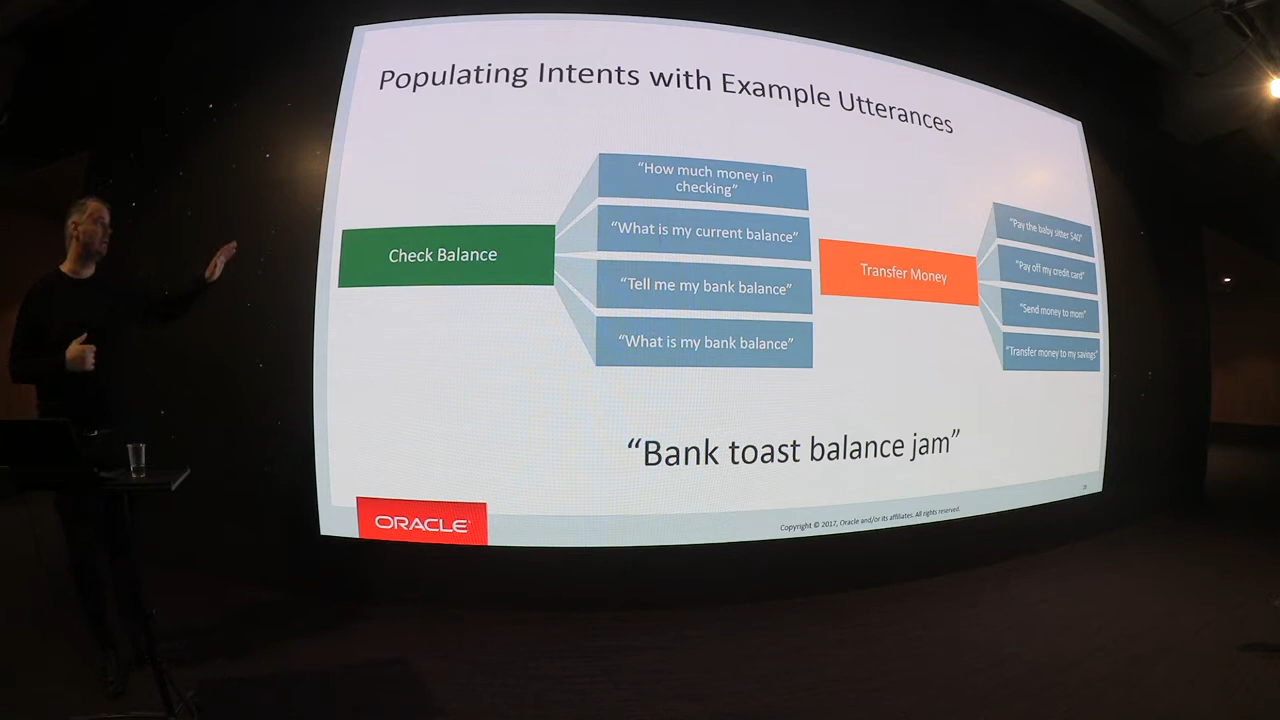 Populating Intents with Example Utterances
Check Balance
“How much money in
checking”
“What is my current balance”
“Tell me my bank balance”
“What is my bank balance”
Transfer Money
“Pay the baby sitter $40”
“Pay off my credit card”
“Send money to mom”
“Transfer money to my savings”
“Bank toast balance jam”
ORACLE
Copyright © 2017, Oracle and/or its affiliates. All rights reserved.